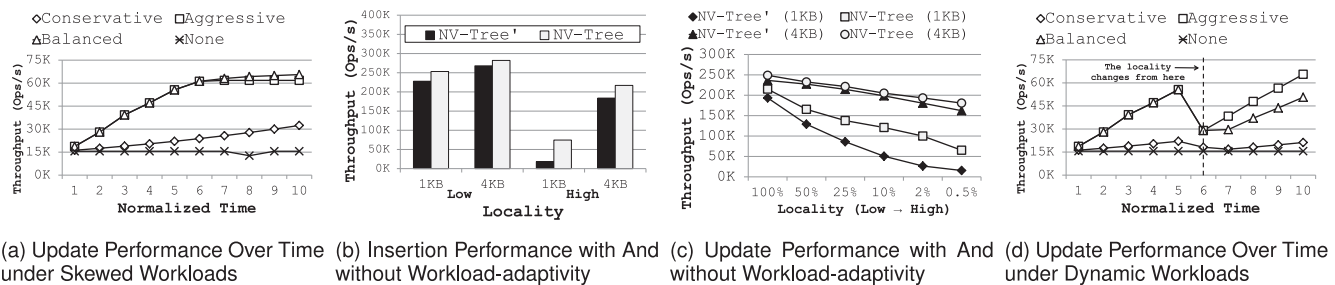 Conservative Aggressive
Balanced None
Throughput (Ops/s)
75K
60K
45K
30K
15K
0K
1 2 3 4 5 6 7 8 9 10
Normalized Time
(a) Update Performance Over Time
under Skewed Workloads
400K
350K
300K
250K
200K
150K
100K
50K
0K
Throughput (Ops/s)
NV-Tree' NV-Tree
1KB 4KB 1KB 4KB
Low High
Locality
(b) Insertion Performance with And
without Workload-adaptivity
NV-Tree' (1KB) NV-Tree (1KB)
NV-Tree' (4KB) NV-Tree (4KB)
Throughput (Ops/s)
300K
250K
200K
150K
100K
50K
0K
100% 50% 25% 10% 2% 0.5%
Locality (Low → High)
(c) Update Performance with And
without Workload-adaptivity
Conservative Aggressive
Balanced None
Throughput (Ops/s)
75K
60K
45K
30K
15K
0K
The locality
changes from here
1 2 3 4 5 6 7 8 9 10
Normalized Time
(d) Update Performance Over Time
under Dynamic Workloads